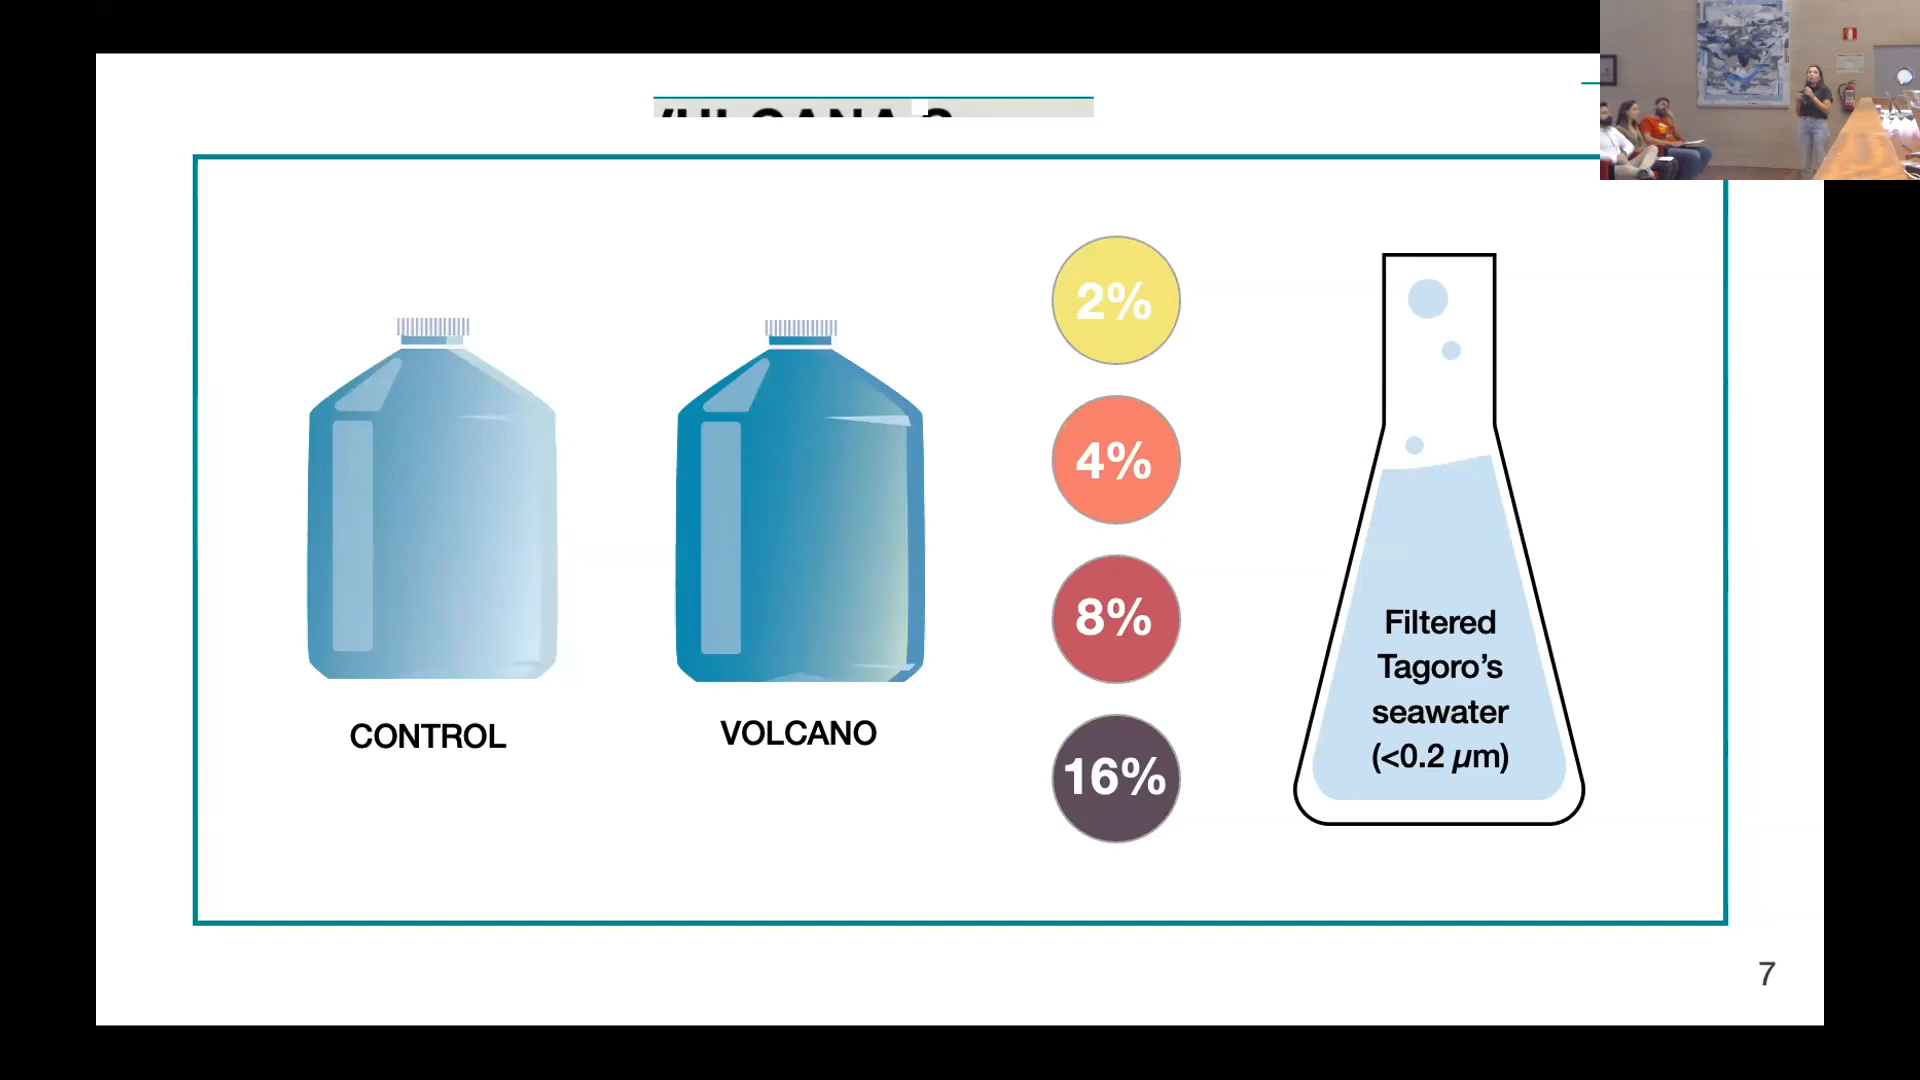 2%
4%
8%
16%
CONTROL
VOLCANO
Filtered
Tagoro’s
seawater
(<0.2 µm)
7